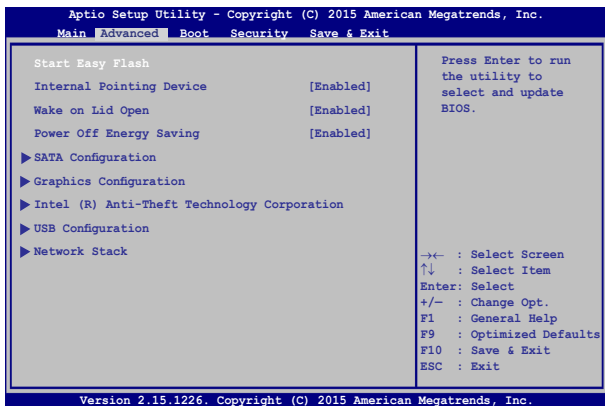 Aptio Setup Utility - Copyright (C) 2015 American Megatrends, Inc.
Main Advanced Boot Security Save & Exit
Start Easy Flash
Internal Pointing Device [Enabled]
Wake on Lid Open [Enabled]
Power Off Energy Saving [Enabled]
SATA Configuration
Graphics Configuration
Intel (R) Anti-Theft Technology Corporation
USB Configuration
Network Stack
Press Enter to run
the utility to
select and update
BIOS.
→← : Select Screen
↑↓ : Select Item
Enter: Select
+/— : Change Opt.
F1 : General Help
F9 : Optimized Defaults
F10 : Save & Exit
ESC : Exit
Version 2.15.1226. Copyright (C) 2015 American Megatrends, Inc.